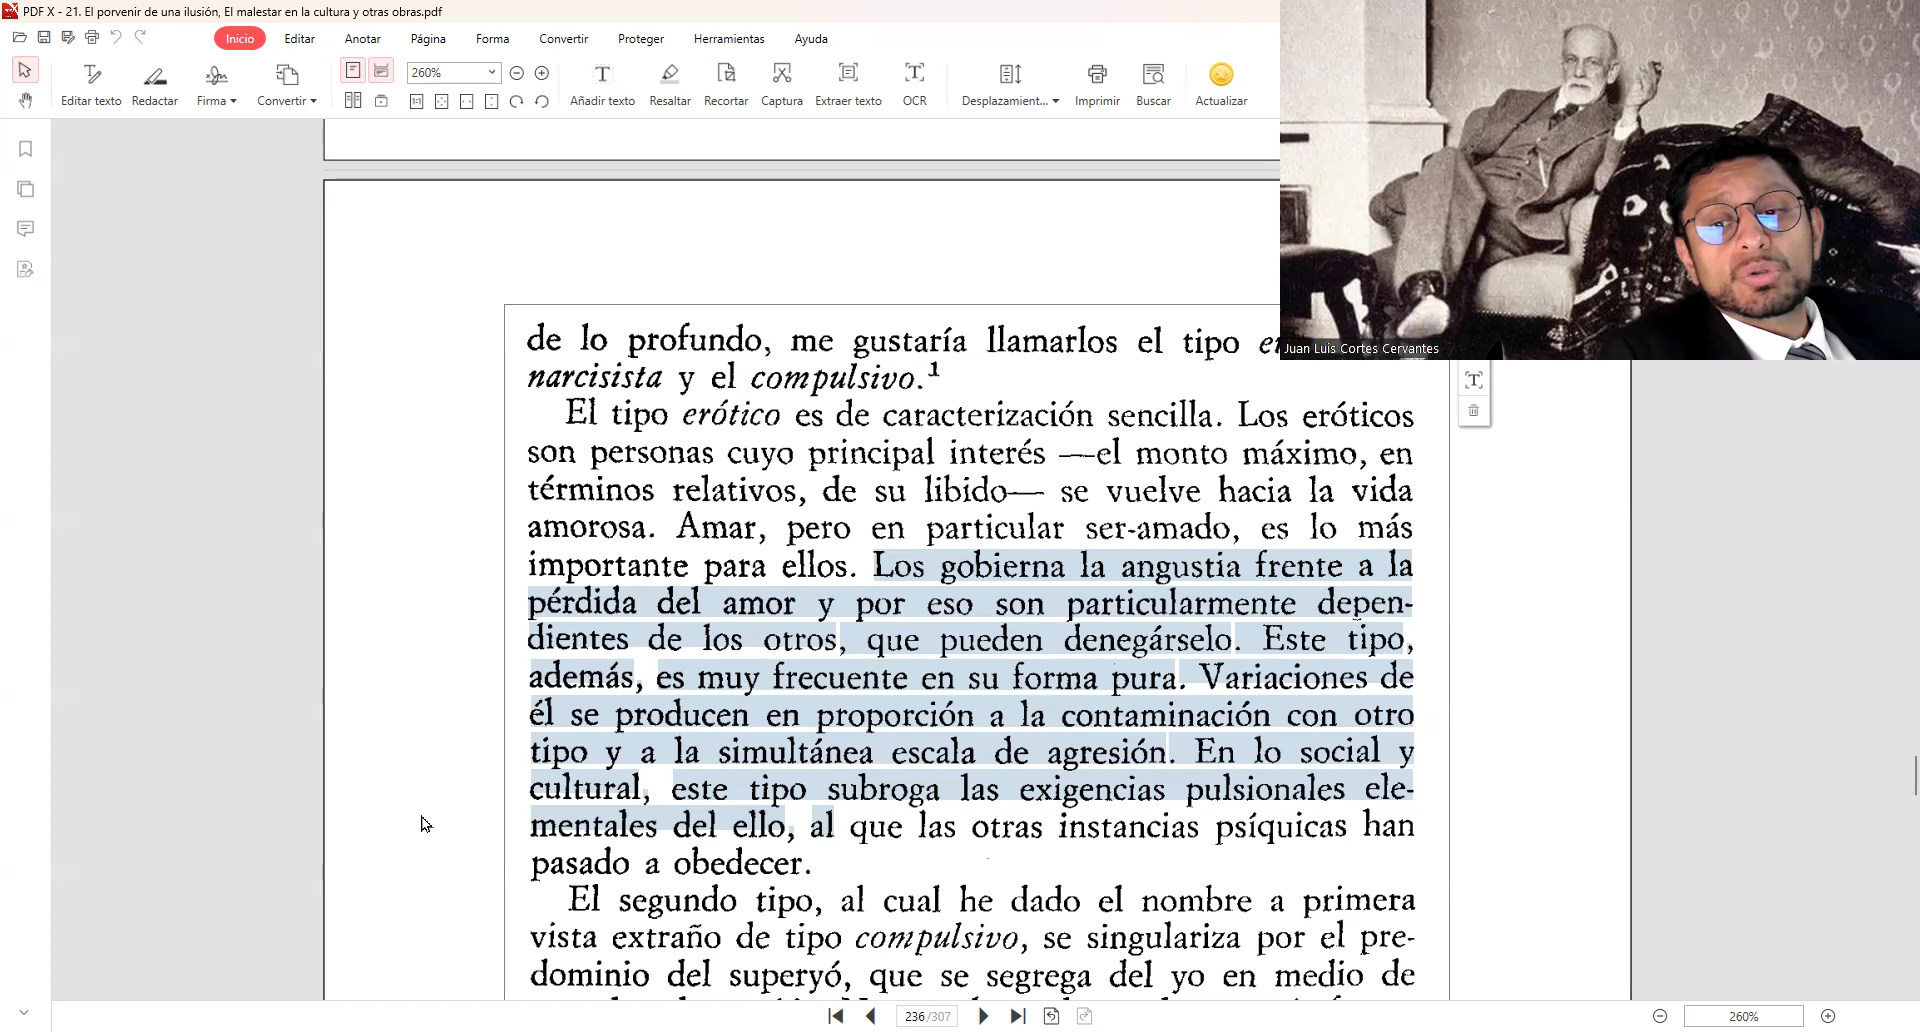 PDF X - 21. El porvenir de una ilusión, El malestar en la cultura y otras obras.pdf
Inicio Editar Anotar Página Forma Convertir Proteger Herramientas Ayuda
260%
Editar texto Redactar Firma Convertir Añadir texto Resaltar Recortar Captura Extraer texto OCR Desplazamient... Imprimir Buscar Actualizar
Juan Luis Cortes Cervantes
de lo profundo, me gustaría llamarlos el tipo
narcisista y el compulsivo.¹
El tipo erótico es de caracterización sencilla. Los eróticos
son personas cuyo principal interés —el monto máximo, en
términos relativos, de su libido— se vuelve hacia la vida
amorosa. Amar, pero en particular ser-amado, es lo más
importante para ellos. Los gobierna la angustia frente a la
pérdida del amor y por eso son particularmente depen-
dientes de los otros, que pueden denegárselo. Este tipo,
además, es muy frecuente en su forma pura. Variaciones de
él se producen en proporción a la contaminación con otro
tipo y a la simultánea escala de agresión. En lo social y
cultural, este tipo subroga las exigencias pulsionales ele-
mentales del ello, al que las otras instancias psíquicas han
pasado a obedecer.
El segundo tipo, al cual he dado el nombre a primera
vista extraño de tipo compulsivo, se singulariza por el pre-
dominio del superyó, que se segrega del yo en medio de
236/307
260%